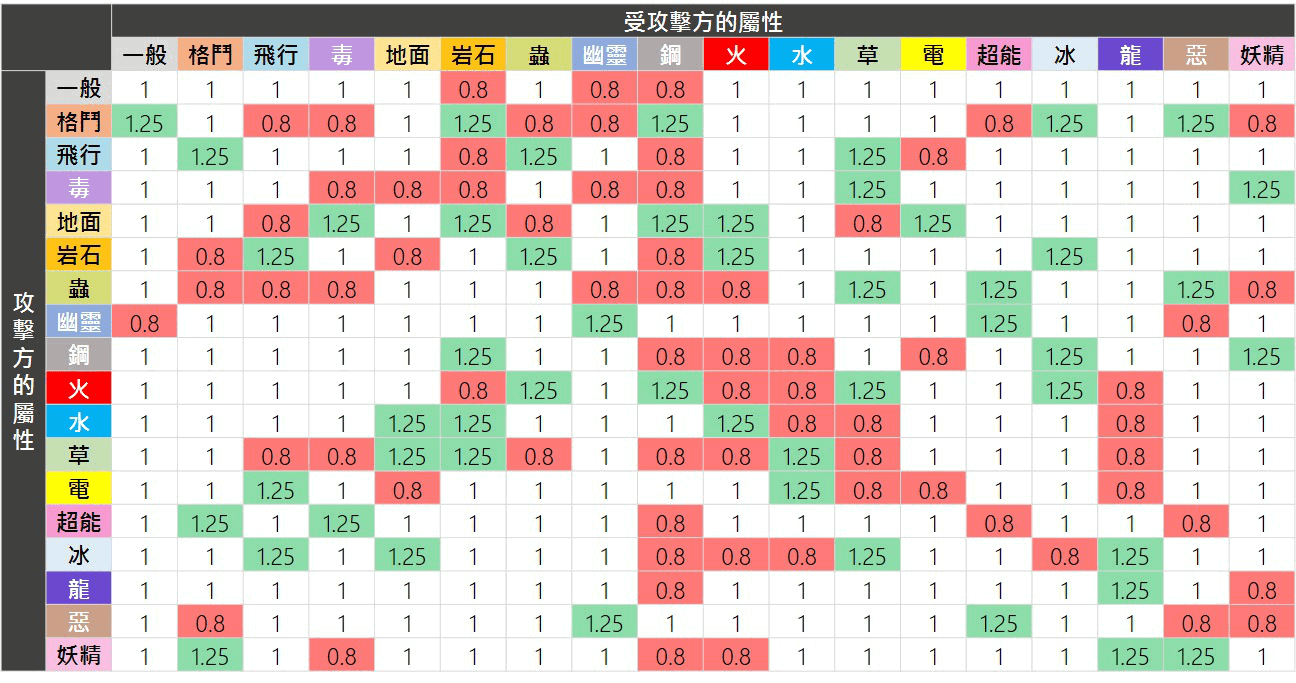 受攻擊方的屬性
一般 格鬥 飛行 毒 地面 岩石 蟲 幽靈 鋼 火 水 草 電 超能 冰 龍 惡 妖精
攻擊方的屬性
一般 1 1 1 1 1 0.8 1 0.8 0.8 1 1 1 1 1 1 1 1 1
格鬥 1.25 1 0.8 0.8 1 1.25 0.8 0.8 1.25 1 1 1 1 0.8 1.25 1 1.25 0.8
飛行 1 1.25 1 1 1 0.8 1.25 1 0.8 1 1 1.25 0.8 1 1 1 1 1
毒 1 1 1 0.8 0.8 0.8 1 0.8 0.8 1 1 1.25 1 1 1 1 1 1.25
地面 1 1 0.8 1.25 1 1.25 0.8 1 1.25 1.25 1 0.8 1.25 1 1 1 1 1
岩石 1 0.8 1.25 1 0.8 1 1.25 1 0.8 1.25 1 1 1 1 1.25 1 1 1
蟲 1 0.8 0.8 0.8 1 1 1 0.8 0.8 0.8 1 1.25 1 1.25 1 1 1.25 0.8
幽靈 0.8 1 1 1 1 1 1 1.25 1 1 1 1 1 1.25 1 1 0.8 1
鋼 1 1 1 1 1 1.25 1 1 0.8 0.8 0.8 1 0.8 1 1.25 1 1 1.25
火 1 1 1 1 1 0.8 1.25 1 1.25 0.8 0.8 1.25 1 1 1.25 0.8 1 1
水 1 1 1 1 1.25 1.25 1 1 1 1.25 0.8 0.8 1 1 1 0.8 1 1
草 1 1 0.8 0.8 1.25 1.25 0.8 1 0.8 0.8 1.25 0.8 1 1 1 0.8 1 1
電 1 1 1.25 1 0.8 1 1 1 1 1 1.25 0.8 0.8 1 1 0.8 1 1
超能 1 1.25 1 1.25 1 1 1 1 0.8 1 1 1 1 0.8 1 1 0.8 1
冰 1 1 1.25 1 1.25 1 1 1 0.8 0.8 0.8 1.25 1 1 0.8 1.25 1 1
龍 1 1 1 1 1 1 1 1 0.8 1 1 1 1 1 1 1.25 1 0.8
惡 1 0.8 1 1 1 1 1 1.25 1 1 1 1 1 1.25 1 1 0.8 0.8
妖精 1 1.25 1 0.8 1 1 1 1 0.8 0.8 1 1 1 1 1 1.25 1.25 1